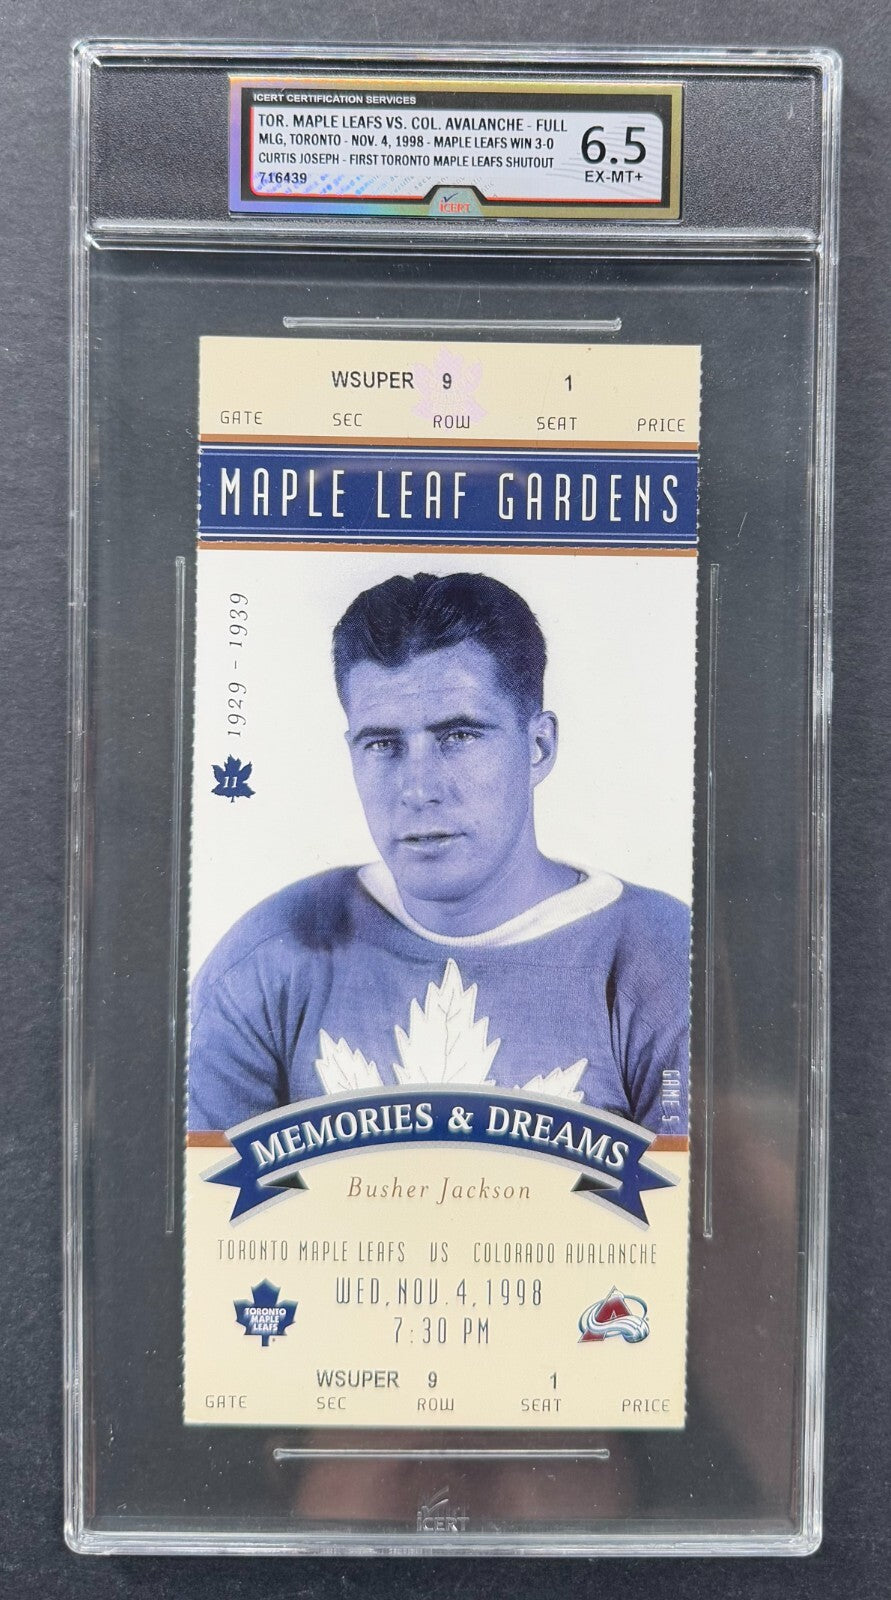 ICERT CERTIFICATION SERVICES
TOR. MAPLE LEAFS VS. COL. AVALANCHE - FULL
MLG, TORONTO - NOV. 4, 1998 - MAPLE LEAFS WIN 3-0
CURTIS JOSEPH - FIRST TORONTO MAPLE LEAFS SHUTOUT
716439
6.5
EX-MT+
ICERT
WSUPER 9 1
GATE SEC ROW SEAT PRICE
MAPLE LEAF GARDENS
1929 - 1939
11
GAME 5
MEMORIES & DREAMS
Busher Jackson
TORONTO MAPLE LEAFS VS COLORADO AVALANCHE
WED, NOV. 4, 1998
7:30 PM
TORONTO
MAPLE
LEAFS
WSUPER 9 1
GATE SEC ROW SEAT PRICE
ICERT